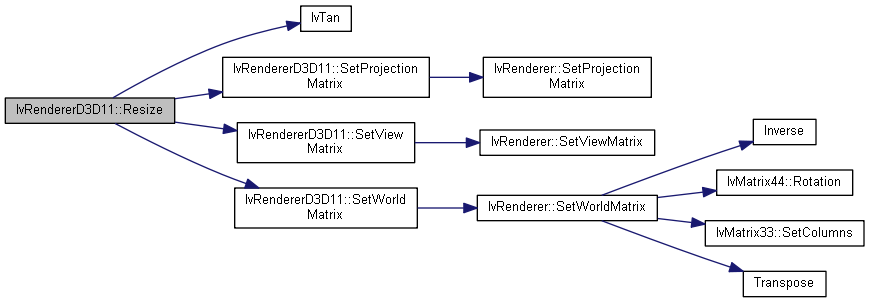 IvRendererD3D11::Resize
IvTan
IvRendererD3D11::SetProjection
Matrix
IvRenderer::SetProjection
Matrix
IvRendererD3D11::SetView
Matrix
IvRenderer::SetViewMatrix
IvRendererD3D11::SetWorld
Matrix
IvRenderer::SetWorldMatrix
Inverse
IvMatrix44::Rotation
IvMatrix33::SetColumns
Transpose